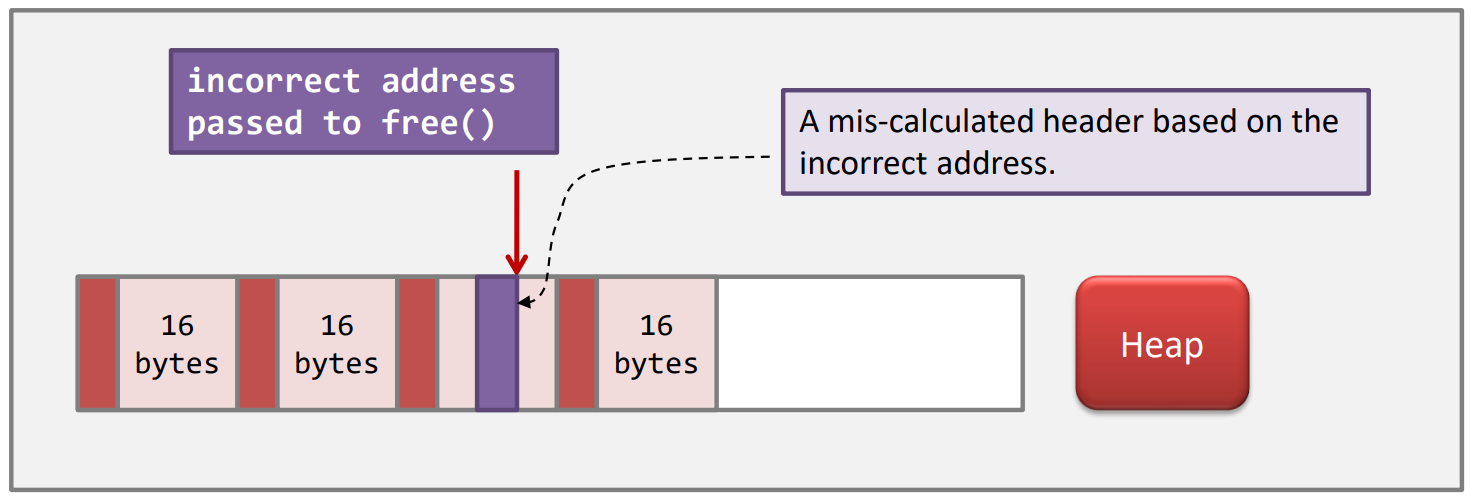 incorrect address
passed to free()
A mis-calculated header based on the
incorrect address.
16
bytes
16
bytes
16
bytes
Heap